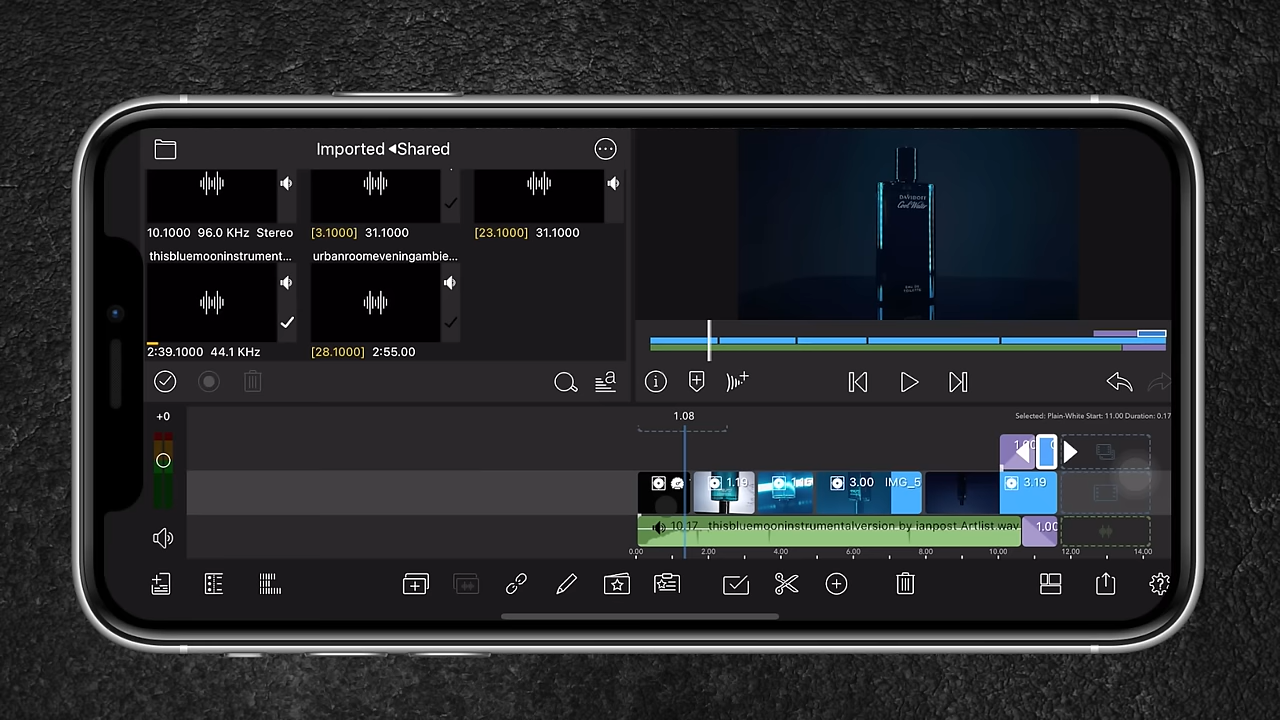 Imported ◀Shared
10.1000 96.0 KHz Stereo
[3.1000] 31.1000
[23.1000] 31.1000
thisbluemooninstrument...
urbanroomeveningambie...
2:39.1000 44.1 KHz
[28.1000] 2:55.00
DAVIDOFF
Cool Water
+0
1.08
Selected: Plain-White Start: 11.00 Duration: 0.17
1.19
3.00 IMG_5
3.19
10.17 thisbluemooninstrumentalversion by ianpost Artlist.wav
0.00 2.00 4.00 6.00 8.00 10.00 12.00 14.00